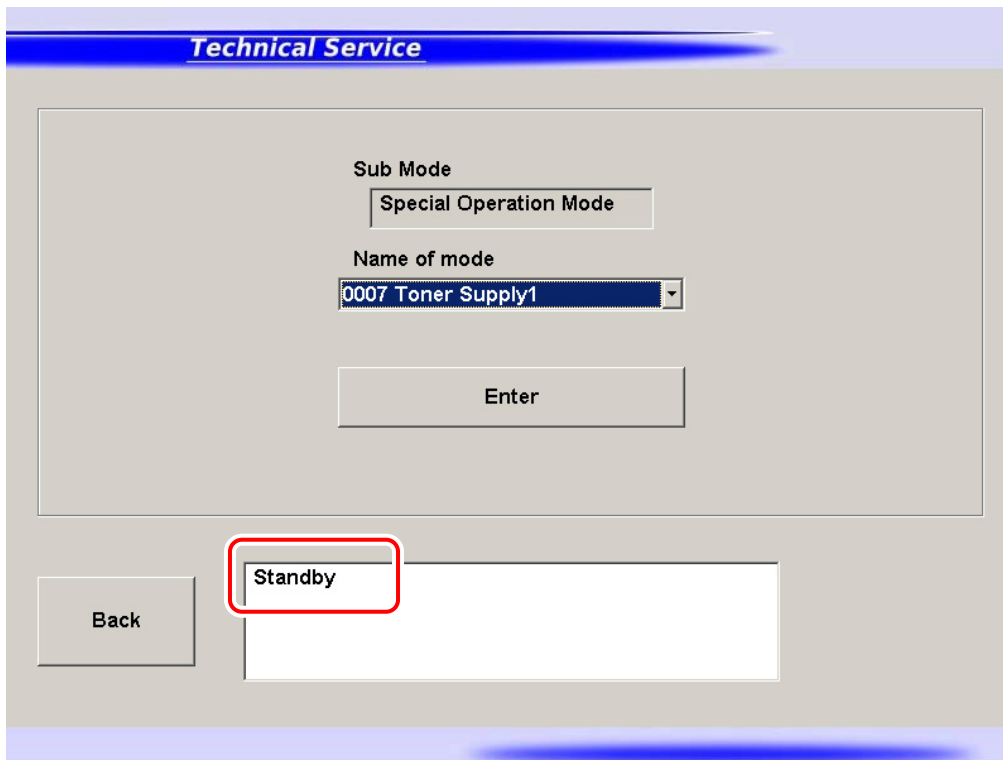 Technical Service
Sub Mode
Special Operation Mode
Name of mode
0007 Toner Supply1
Enter
Standby
Back